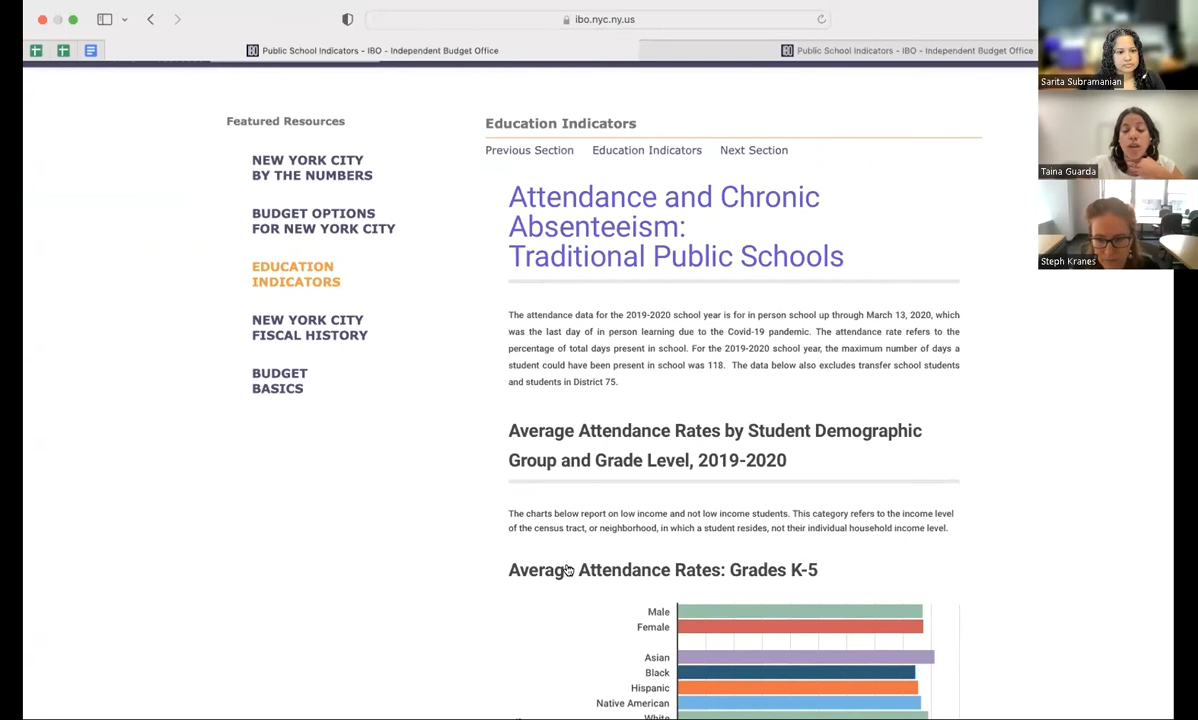 ibo.nyc.ny.us
Public School Indicators - IBO - Independent Budget Office
Public School Indicators - IBO - Independent Budget Office
Sarita Subramanian
Taina Guarda
Steph Kranes
Featured Resources
NEW YORK CITY
BY THE NUMBERS
BUDGET OPTIONS
FOR NEW YORK CITY
EDUCATION
INDICATORS
NEW YORK CITY
FISCAL HISTORY
BUDGET
BASICS
Education Indicators
Previous Section Education Indicators Next Section
Attendance and Chronic
Absenteeism:
Traditional Public Schools
The attendance data for the 2019-2020 school year is for in person school up through March 13, 2020, which
was the last day of in person learning due to the Covid-19 pandemic. The attendance rate refers to the
percentage of total days present in school. For the 2019-2020 school year, the maximum number of days a
student could have been present in school was 118. The data below also excludes transfer school students
and students in District 75.
Average Attendance Rates by Student Demographic
Group and Grade Level, 2019-2020
The charts below report on low income and not low income students. This category refers to the income level
of the census tract, or neighborhood, in which a student resides, not their individual household income level.
Average Attendance Rates: Grades K-5
Male
Female
Asian
Black
Hispanic
Native American
White